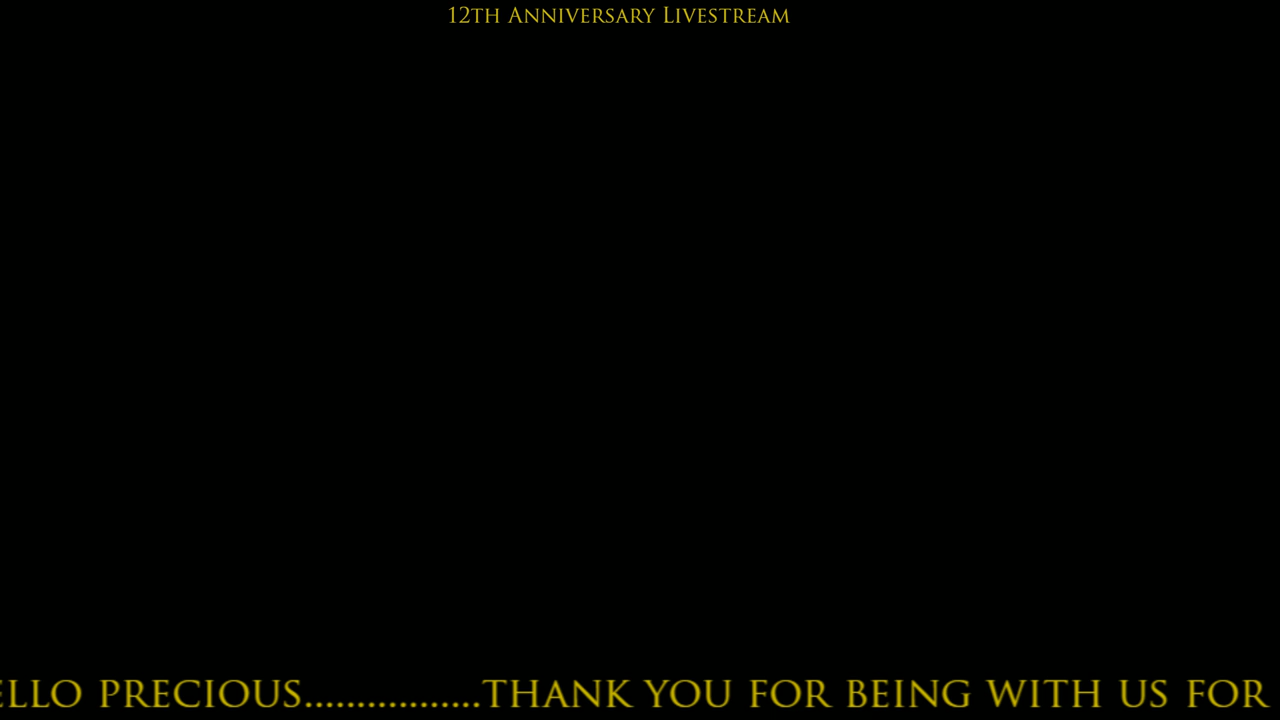 12th Anniversary Livestream
ELLO PRECIOUS.................THANK YOU FOR BEING WITH US FOR